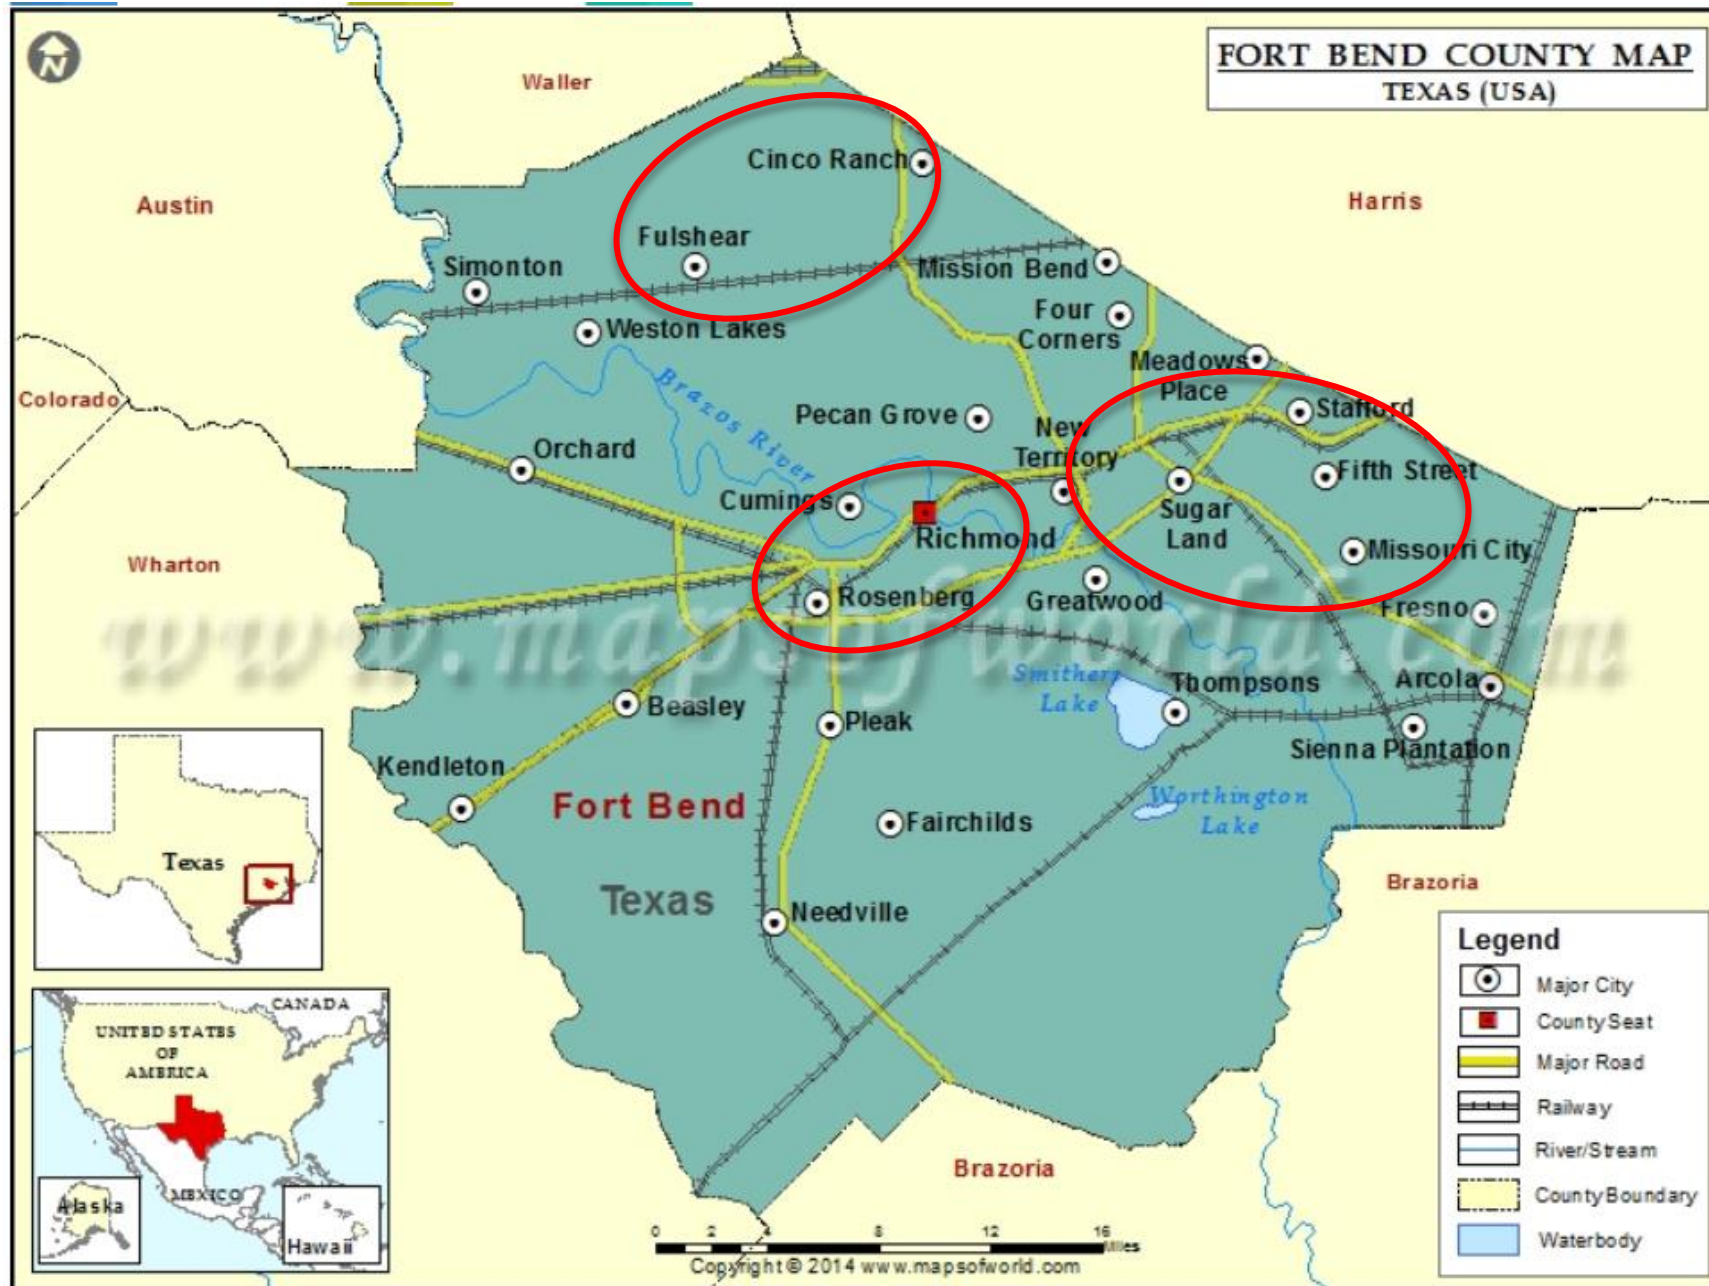 FORT BEND COUNTY MAP
TEXAS (USA)
N
Waller
Austin
Harris
Cinco Ranch
Fulshear
Simonton
Mission Bend
Weston Lakes
Four
Corners
Meadows
Place
Colorado
Brazos River
Pecan Grove
Stafford
New
Territory
Orchard
Fifth Street
Cumings
Sugar
Land
Richmond
Missouri City
Wharton
Rosenberg
Greatwood
Fresno
www.mapsofworld.com
Smithers
Lake
Thompsons
Arcola
Beasley
Pleak
Sienna Plantation
Kendleton
Fort Bend
Worthington
Lake
Fairchilds
Texas
Texas
Needville
Brazoria
Legend
Major City
County Seat
Major Road
Railway
River/Stream
County Boundary
Waterbody
CANADA
UNITED STATES
OF
AMERICA
MEXICO
Alaska
Hawaii
Brazoria
0 2 4 8 12 16
Miles
Copyright © 2014 www.mapsofworld.com